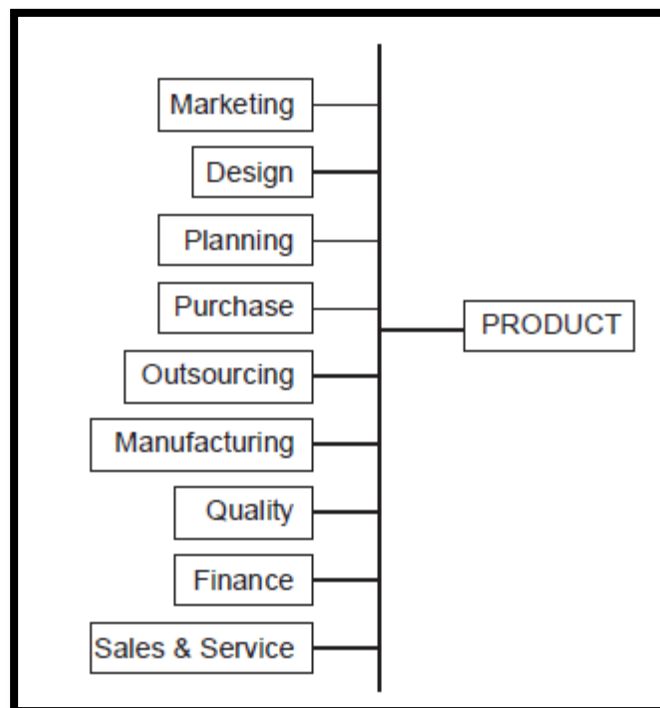 Marketing
Design
Planning
Purchase
PRODUCT
Outsourcing
Manufacturing
Quality
Finance
Sales & Service